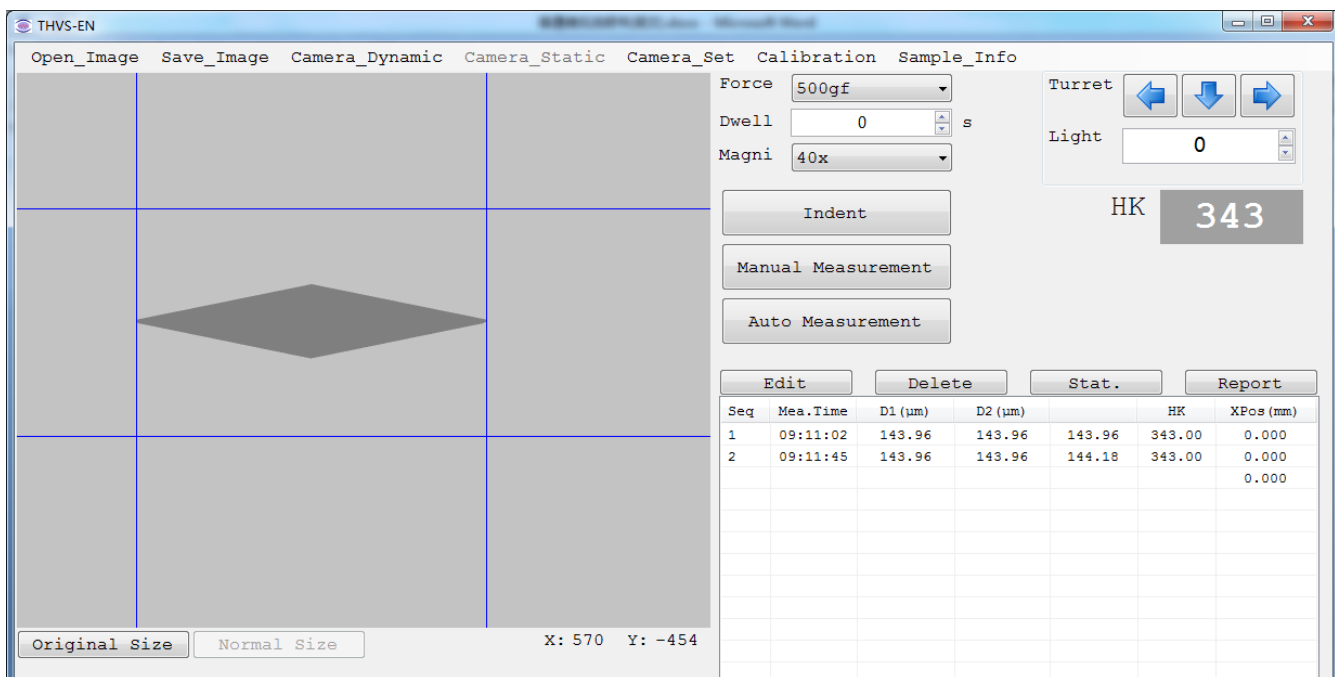 THVS-EN
Open_Image Save_Image Camera_Dynamic Camera_Static Camera_Set Calibration Sample_Info
Force 500gf Turret
Dwell 0 s
Light 0
Magni 40x
Indent HK 343
Manual Measurement
Auto Measurement
Edit Delete Stat. Report
Seq Mea.Time D1(μm) D2(μm) HK XPos(mm)
1 09:11:02 143.96 143.96 143.96 343.00 0.000
2 09:11:45 143.96 143.96 144.18 343.00 0.000
0.000
Original Size Normal Size X: 570 Y: -454